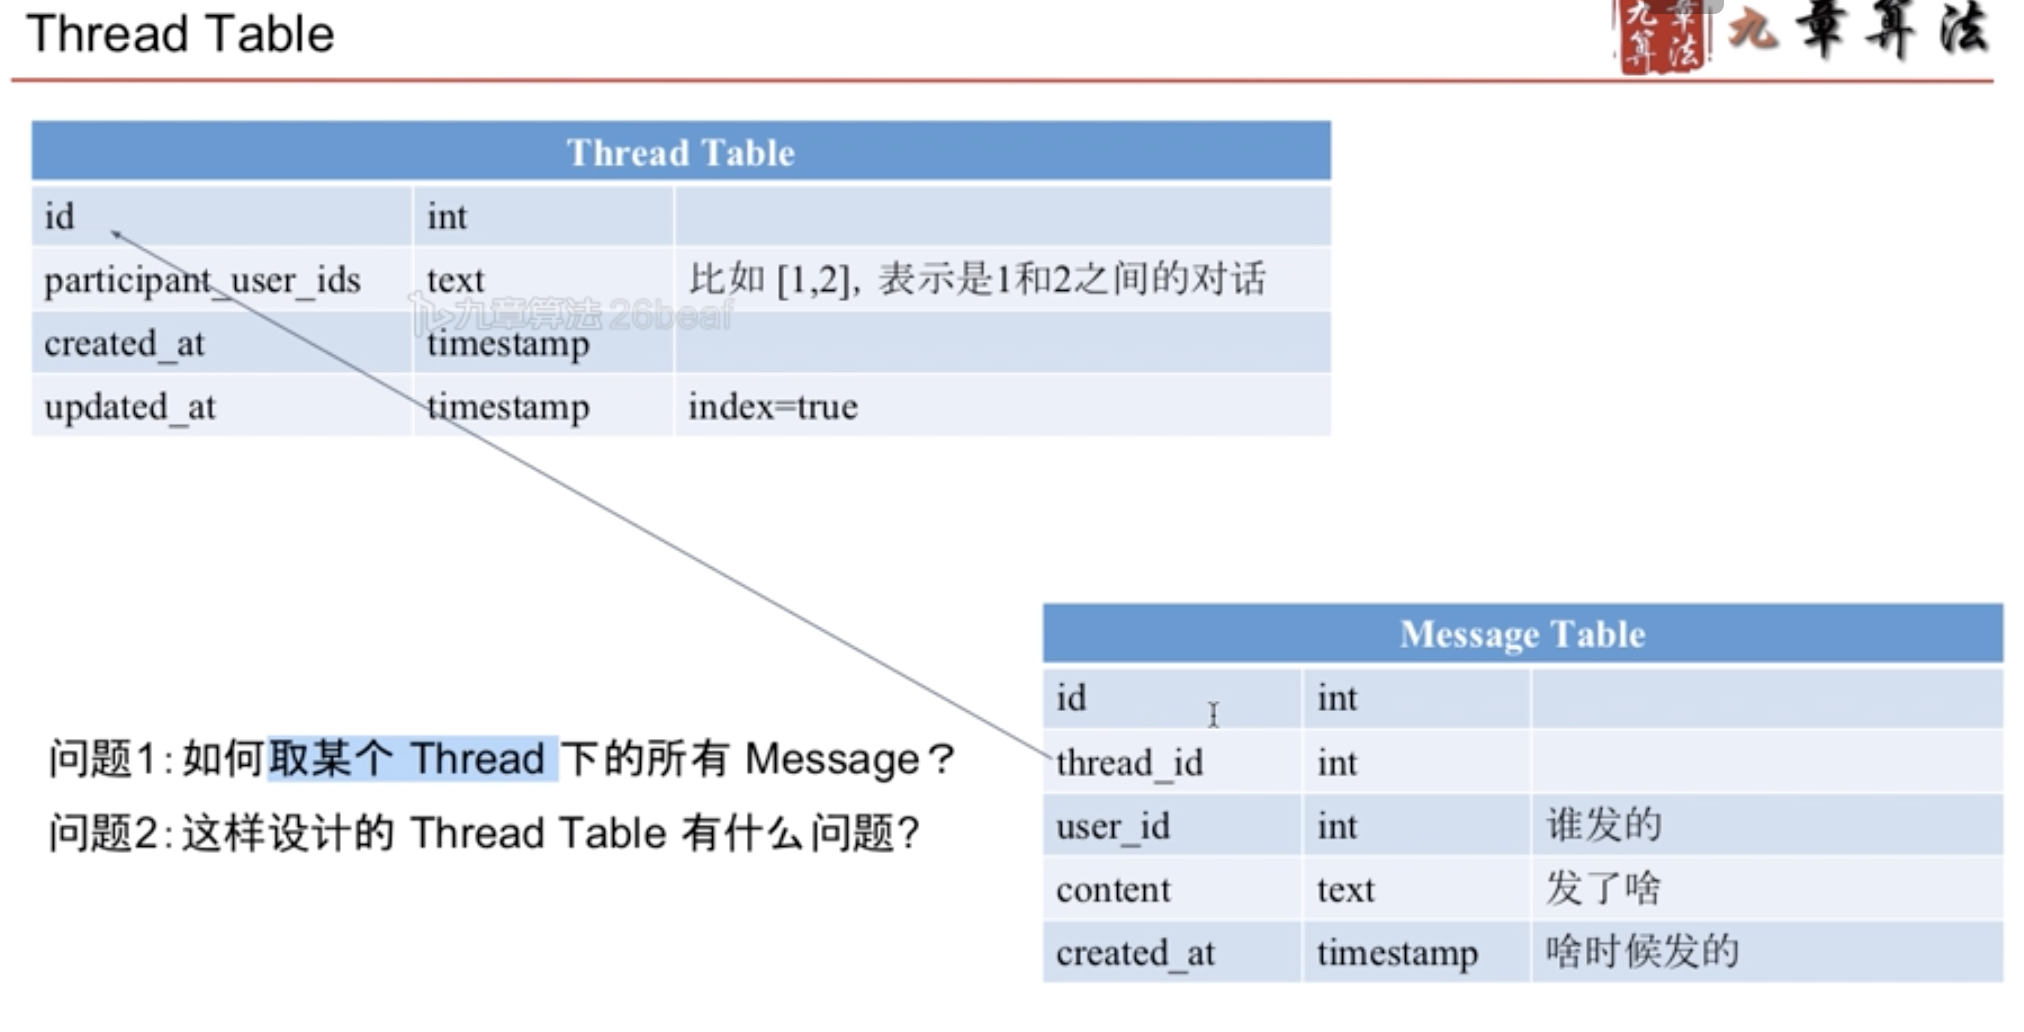 Thread Table
九章算法
九章算法
Thread Table
id int
participant_user_ids text 比如 [1,2], 表示是1和2之间的对话
九章算法 26beaf
created_at timestamp
updated_at timestamp index=true
Message Table
id int
thread_id int
user_id int 谁发的
content text 发了啥
created_at timestamp 啥时候发的
问题1:如何取某个 Thread 下的所有 Message？
问题2:这样设计的 Thread Table 有什么问题?